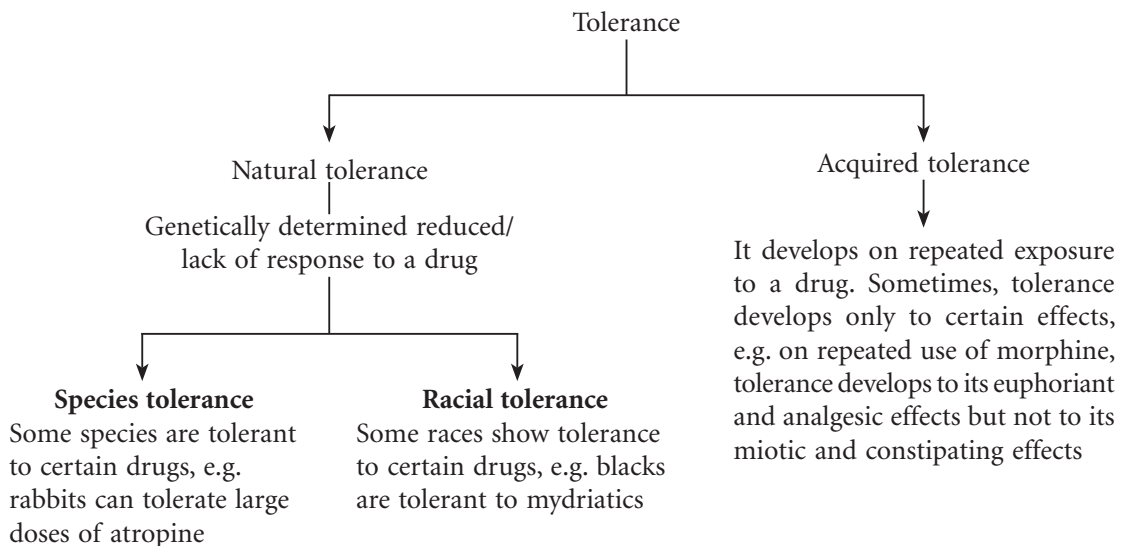 Tolerance
Natural tolerance
Genetically determined reduced/
lack of response to a drug
Species tolerance
Some species are tolerant
to certain drugs, e.g.
rabbits can tolerate large
doses of atropine
Racial tolerance
Some races show tolerance
to certain drugs, e.g. blacks
are tolerant to mydriatics
Acquired tolerance
It develops on repeated exposure
to a drug. Sometimes, tolerance
develops only to certain effects,
e.g. on repeated use of morphine,
tolerance develops to its euphoriant
and analgesic effects but not to its
miotic and constipating effects